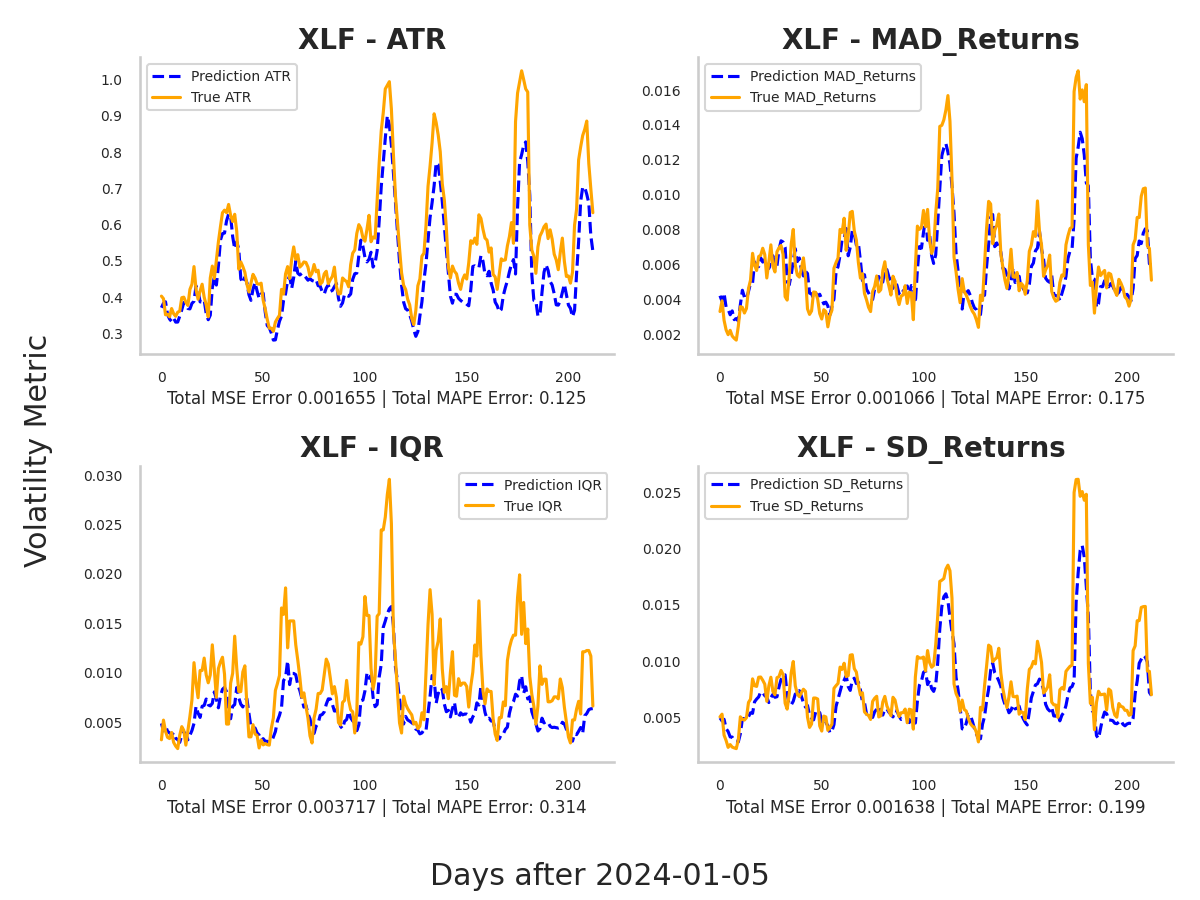 XLF - ATR
Prediction ATR
True ATR
1.0
0.9
0.8
0.7
0.6
0.5
0.4
0.3
0 50 100 150 200
Total MSE Error 0.001655 | Total MAPE Error: 0.125
XLF - MAD_Returns
Prediction MAD_Returns
True MAD_Returns
0.016
0.014
0.012
0.010
0.008
0.006
0.004
0.002
0 50 100 150 200
Total MSE Error 0.001066 | Total MAPE Error: 0.175
Volatility Metric
XLF - IQR
Prediction IQR
True IQR
0.030
0.025
0.020
0.015
0.010
0.005
0 50 100 150 200
Total MSE Error 0.003717 | Total MAPE Error: 0.314
XLF - SD_Returns
Prediction SD_Returns
True SD_Returns
0.025
0.020
0.015
0.010
0.005
0 50 100 150 200
Total MSE Error 0.001638 | Total MAPE Error: 0.199
Days after 2024-01-05